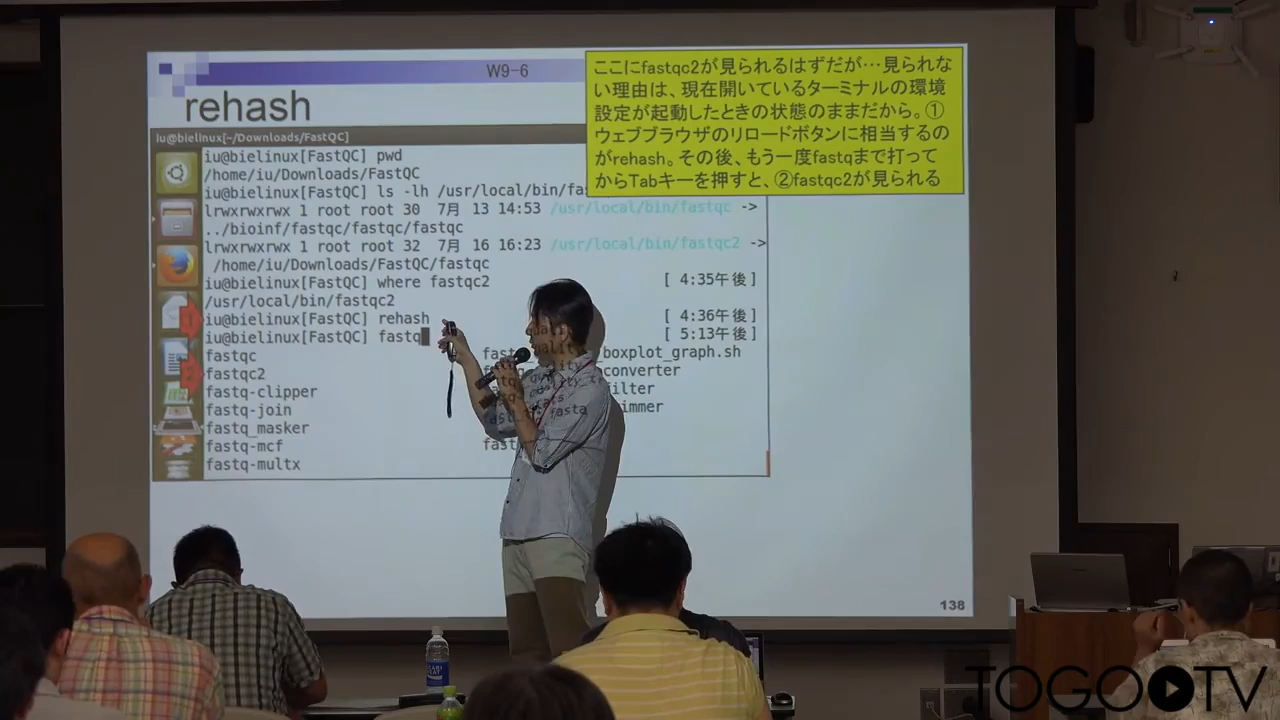 W9-6
rehash
ここにfastqc2が見られるはずだが…見られな
い理由は、現在開いているターミナルの環境
設定が起動したときの状態のままだから。①
ウェブブラウザのリロードボタンに相当するの
がrehash。その後、もう一度fastqまで打って
からTabキーを押すと、②fastqc2が見られる
iu@bielinux[~/Downloads/FastQC]
iu@bielinux[FastQC] pwd
/home/iu/Downloads/FastQC
iu@bielinux[FastQC] ls -lh /usr/local/bin/fas
lrwxrwxrwx 1 root root 30 7月 13 14:53 /usr/local/bin/fastqc ->
../bioinf/fastqc/fastqc/fastqc
lrwxrwxrwx 1 root root 32 7月 16 16:23 /usr/local/bin/fastqc2 ->
/home/iu/Downloads/FastQC/fastqc
iu@bielinux[FastQC] where fastqc2 [ 4:35午後]
/usr/local/bin/fastqc2
iu@bielinux[FastQC] rehash [ 4:36午後]
iu@bielinux[FastQC] fastq [ 5:13午後]
fastqc boxplot_graph.sh
fastqc2 converter
fastq-clipper
fastq-join
fastq_masker
fastq-mcf
fastq-multx
138
TOGOTV